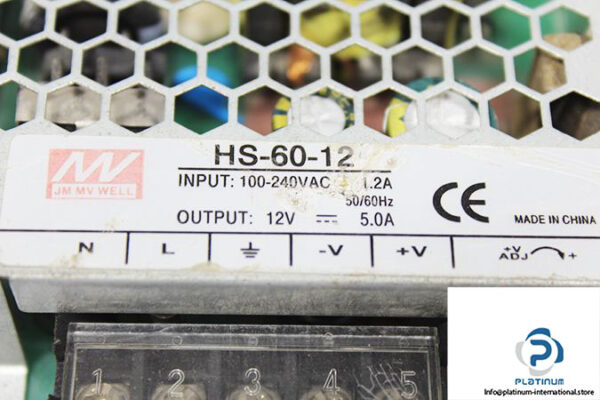 HS-60-12
JM MV WELL
INPUT: 100-240VAC 1.2A
50/60Hz
OUTPUT: 12V 5.0A
CE
MADE IN CHINA
N L -V +V +V ADJ +
1 2 3 4 5
PLATINUM
Info@platinum-international.store